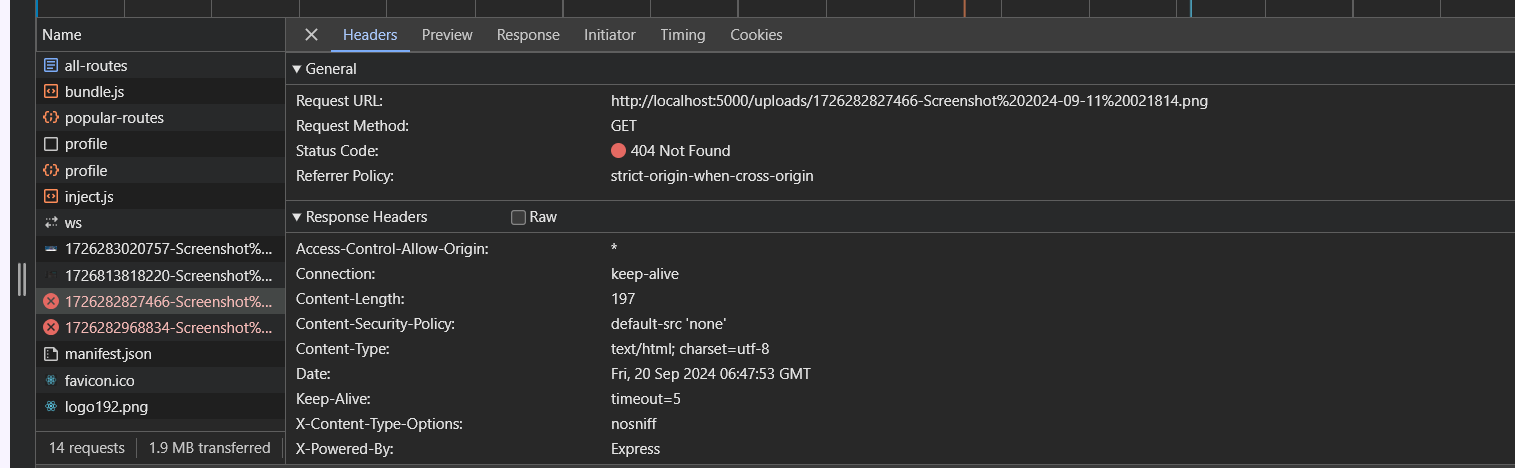 Name
all-routes
bundle.js
popular-routes
profile
profile
inject.js
ws
1726283020757-Screenshot%...
1726813818220-Screenshot%...
1726282827466-Screenshot%...
1726282968834-Screenshot%...
manifest.json
favicon.ico
logo192.png
14 requests 1.9 MB transferred
Headers Preview Response Initiator Timing Cookies
General
Request URL: http://localhost:5000/uploads/1726282827466-Screenshot%202024-09-11%20021814.png
Request Method: GET
Status Code: 404 Not Found
Referrer Policy: strict-origin-when-cross-origin
Response Headers Raw
Access-Control-Allow-Origin: *
Connection: keep-alive
Content-Length: 197
Content-Security-Policy: default-src 'none'
Content-Type: text/html; charset=utf-8
Date: Fri, 20 Sep 2024 06:47:53 GMT
Keep-Alive: timeout=5
X-Content-Type-Options: nosniff
X-Powered-By: Express